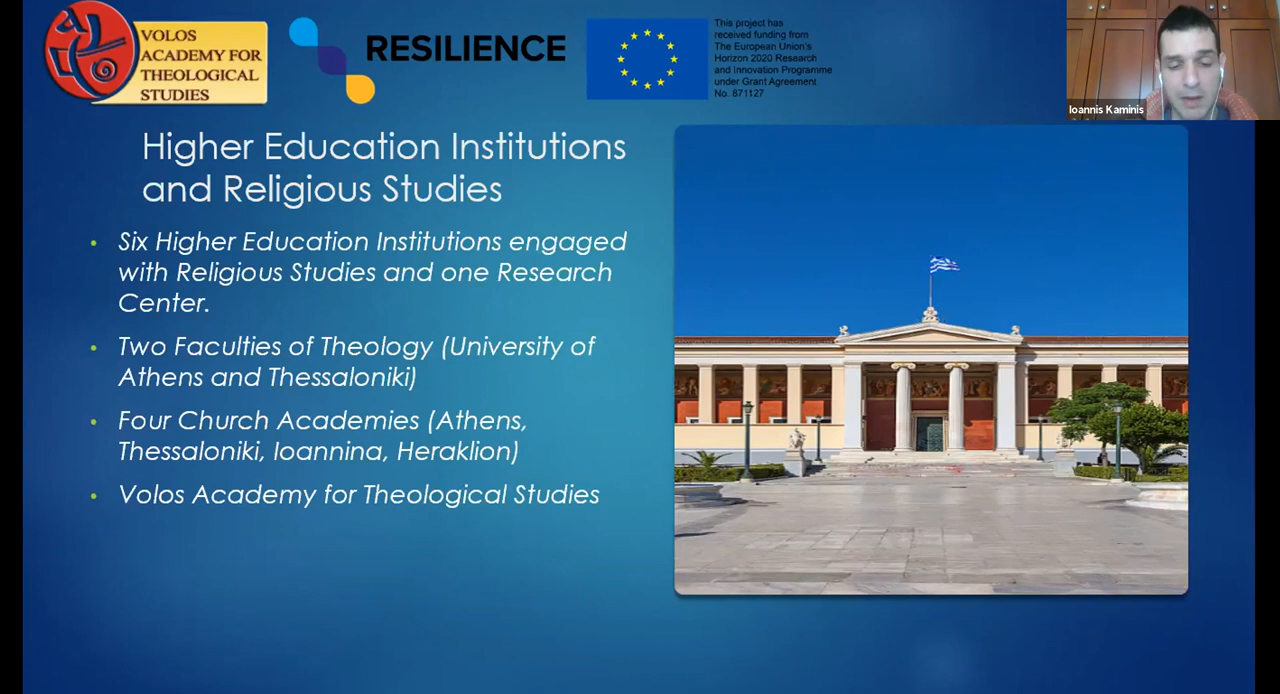 VOLOS
ACADEMY FOR
THEOLOGICAL
STUDIES
RESILIENCE
This project has
received funding from
The European Union's
Horizon 2020 Research
and Innovation Programme
under Grant Agreement
No. 871127
Ioannis Kaminis
Higher Education Institutions
and Religious Studies
• Six Higher Education Institutions engaged
with Religious Studies and one Research
Center.
• Two Faculties of Theology (University of
Athens and Thessaloniki)
• Four Church Academies (Athens,
Thessaloniki, Ioannina, Heraklion)
• Volos Academy for Theological Studies